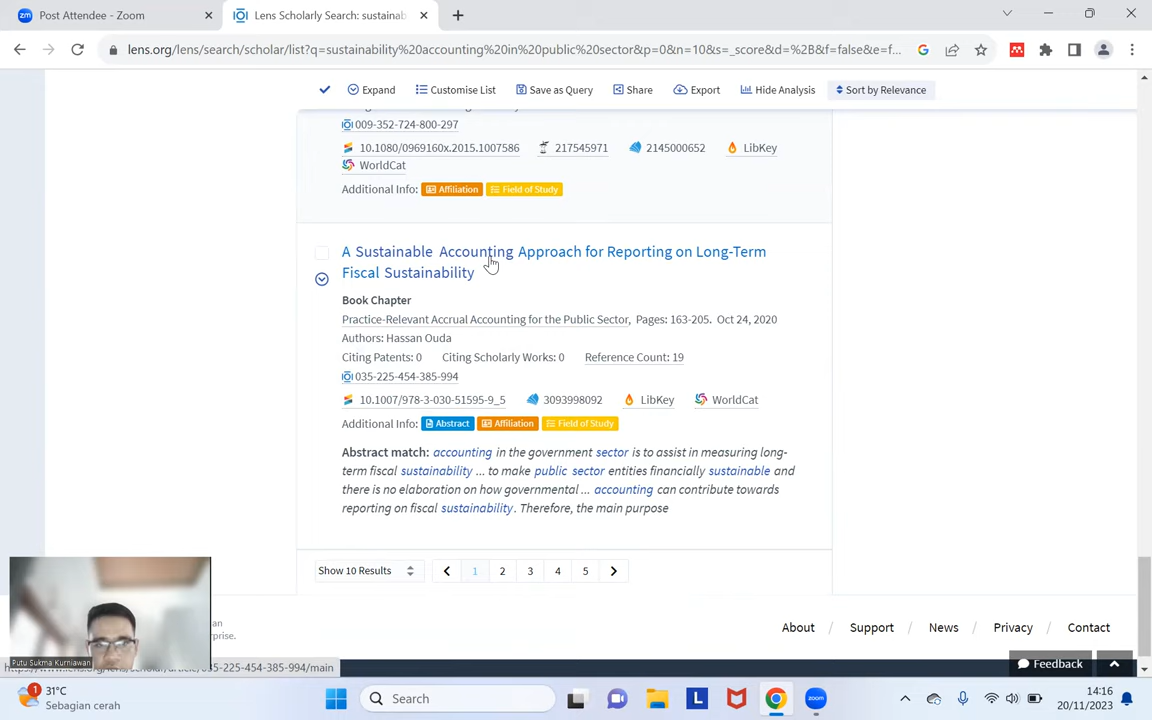 Post Attendee - Zoom
Lens Scholarly Search: sustainab
lens.org/lens/search/scholar/list?q=sustainability%20accounting%20in%20public%20sector&p=0&n=10&s=_score&d=%2B&f=false&e=f...
Expand Customise List Save as Query Share Export Hide Analysis Sort by Relevance
009-352-724-800-297
10.1080/0969160x.2015.1007586 217545971 2145000652 LibKey
WorldCat
Additional Info: Affiliation Field of Study
A Sustainable Accounting Approach for Reporting on Long-Term
Fiscal Sustainability
Book Chapter
Practice-Relevant Accrual Accounting for the Public Sector, Pages: 163-205. Oct 24, 2020
Authors: Hassan Ouda
Citing Patents: 0 Citing Scholarly Works: 0 Reference Count: 19
035-225-454-385-994
10.1007/978-3-030-51595-9_5 3093998092 LibKey WorldCat
Additional Info: Abstract Affiliation Field of Study
Abstract match: accounting in the government sector is to assist in measuring long-
term fiscal sustainability ... to make public sector entities financially sustainable and
there is no elaboration on how governmental ... accounting can contribute towards
reporting on fiscal sustainability. Therefore, the main purpose
Show 10 Results 1 2 3 4 5
an
erprise.
About / Support / News / Privacy / Contact
Putu Sukma Kurniawan
Feedback
1
31°C
Sebagian cerah
Search
L
14:16
20/11/2023